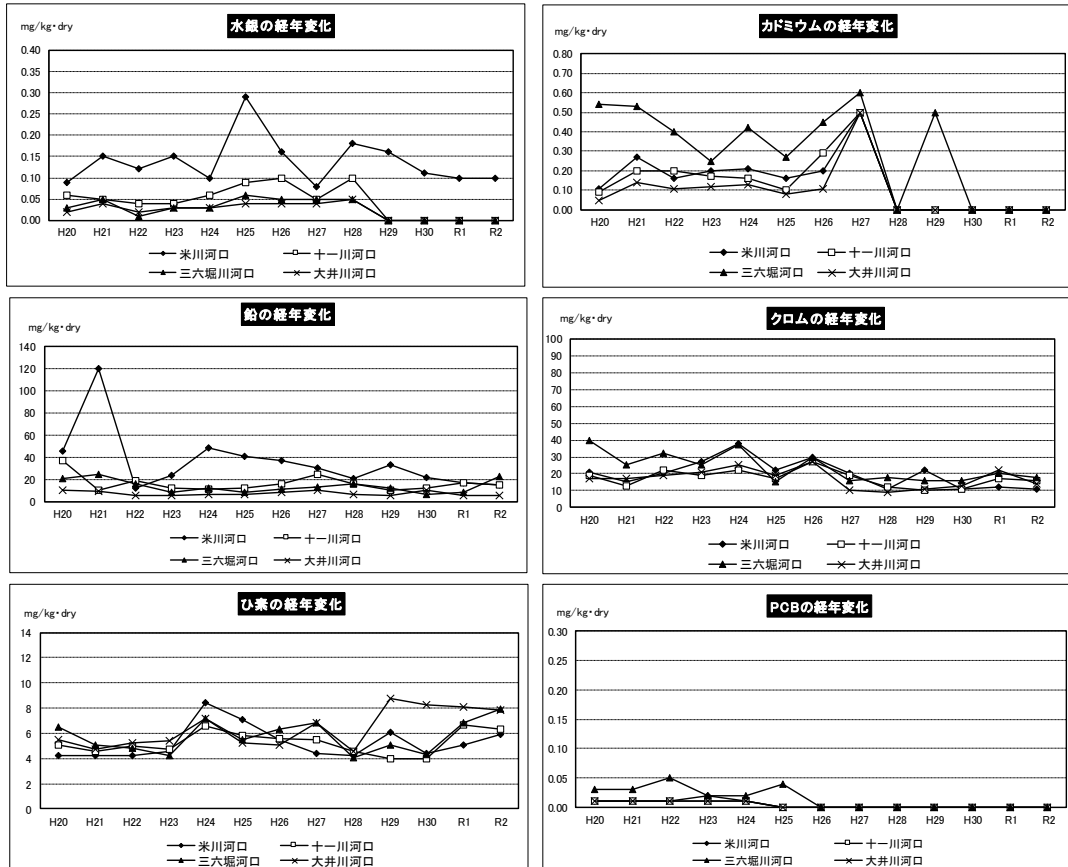 水銀の経年変化
mg/kg・dry
0.40
0.35
0.30
0.25
0.20
0.15
0.10
0.05
0.00
H20 H21 H22 H23 H24 H25 H26 H27 H28 H29 H30 R1 R2
米川河口 十一川河口
三六堀川河口 大井川河口
カドミウムの経年変化
mg/kg・dry
0.80
0.70
0.60
0.50
0.40
0.30
0.20
0.10
0.00
H20 H21 H22 H23 H24 H25 H26 H27 H28 H29 H30 R1 R2
米川河口 十一川河口
三六堀河口 大井川河口
鉛の経年変化
mg/kg・dry
140
120
100
80
60
40
20
0
H20 H21 H22 H23 H24 H25 H26 H27 H28 H29 H30 R1 R2
米川河口 十一川河口
三六堀河口 大井川河口
クロムの経年変化
mg/kg・dry
100
90
80
70
60
50
40
30
20
10
0
H20 H21 H22 H23 H24 H25 H26 H27 H28 H29 H30 R1 R2
米川河口 十一川河口
三六堀河口 大井川河口
ひ素の経年変化
mg/kg・dry
14
12
10
8
6
4
2
0
H20 H21 H22 H23 H24 H25 H26 H27 H28 H29 H30 R1 R2
米川河口 十一川河口
三六堀河口 大井川河口
PCBの経年変化
mg/kg・dry
0.30
0.25
0.20
0.15
0.10
0.05
0.00
H20 H21 H22 H23 H24 H25 H26 H27 H28 H29 H30 R1 R2
米川河口 十一川河口
三六堀川河口 大井川河口